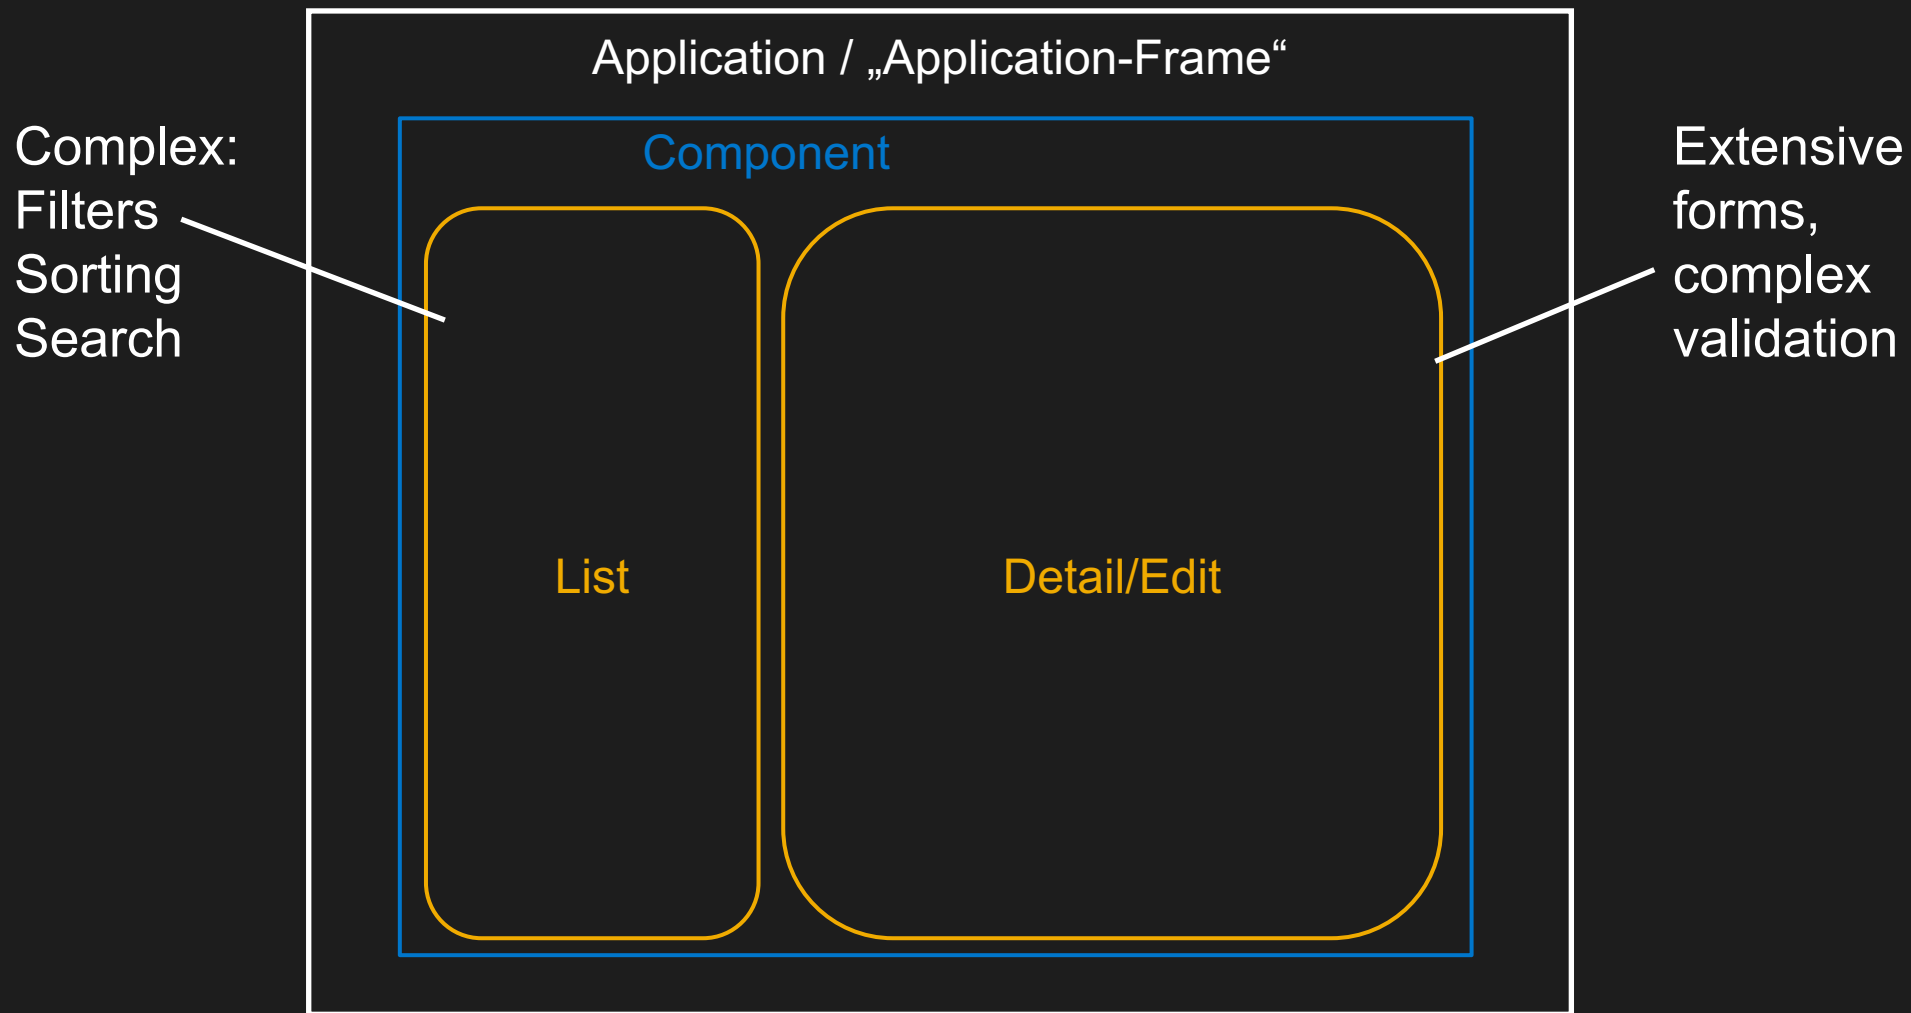 Application / „Application-Frame“
Complex:
Filters
Sorting
Search
Component
List
Detail/Edit
Extensive
forms,
complex
validation